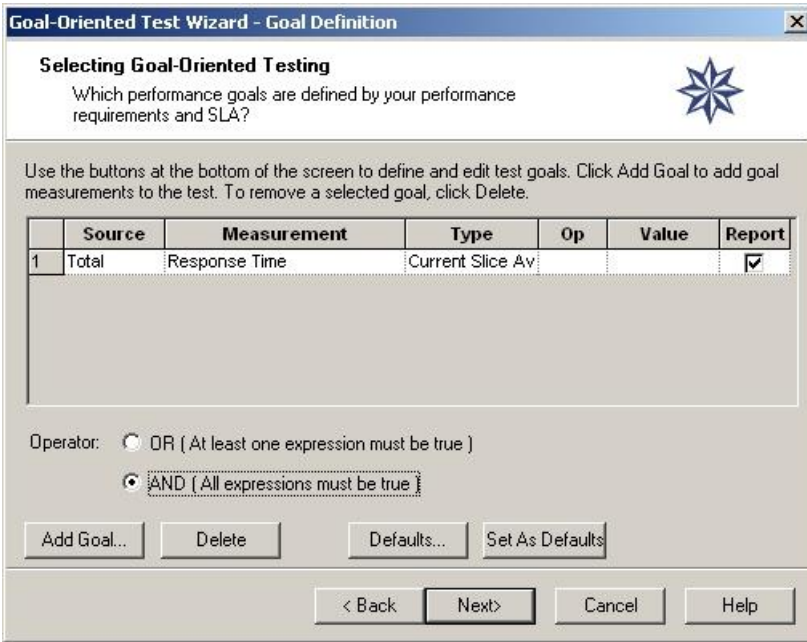 Goal-Oriented Test Wizard - Goal Definition
Selecting Goal-Oriented Testing
Which performance goals are defined by your performance
requirements and SLA?
Use the buttons at the bottom of the screen to define and edit test goals. Click Add Goal to add goal
measurements to the test. To remove a selected goal, click Delete.
Source Measurement Type Op Value Report
1 Total Response Time Current Slice Av
Operator: OR ( At least one expression must be true )
AND ( All expressions must be true )
Add Goal... Delete Defaults... Set As Defaults
< Back Next> Cancel Help